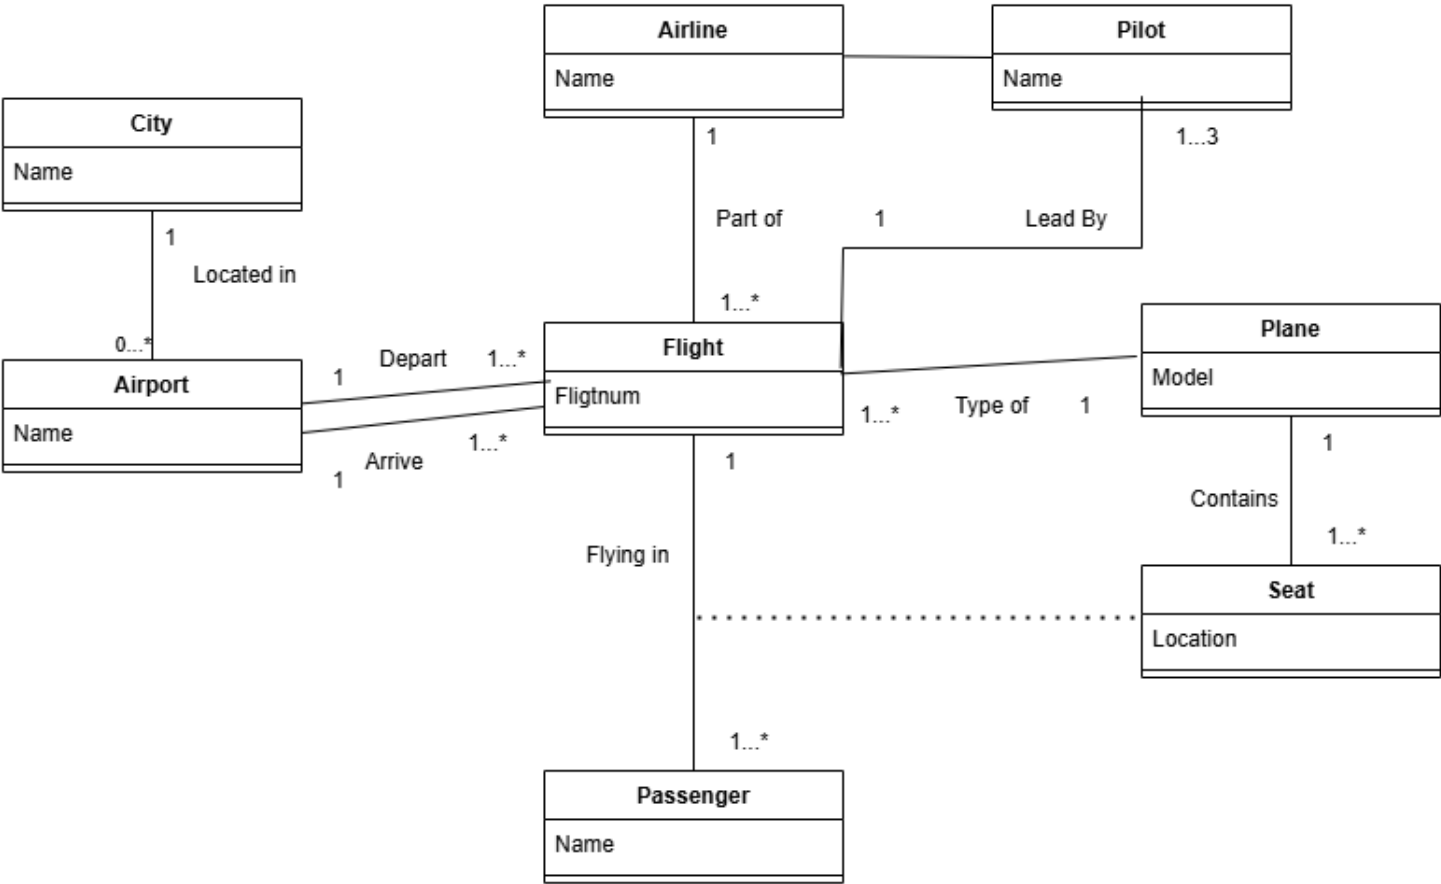 Airline
Name
Pilot
Name
City
Name
1
1...3
1
Part of
1
Lead By
Located in
1...*
0...*
Airport
Name
Depart
1...*
1
Flight
Fligtnum
Plane
Model
1...*
Type of
1
Arrive
1...*
1
1
1
Contains
1...*
Flying in
Seat
Location
1...*
Passenger
Name